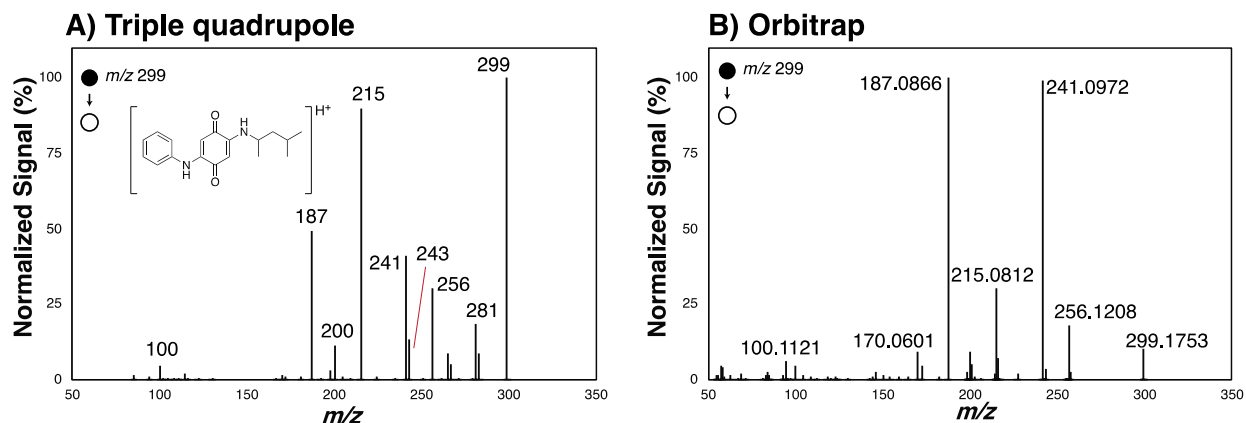 A) Triple quadrupole
Normalized Signal (%)
100
75
50
25
0
m/z 299
H+
O
N
H
N
H
O
299
215
187
241
243
256
281
200
100
50
100
150
200
250
300
350
m/z
B) Orbitrap
Normalized Signal (%)
100
75
50
25
0
m/z 299
187.0866
241.0972
215.0812
256.1208
170.0601
100.1121
299.1753
50
100
150
200
250
300
350
m/z